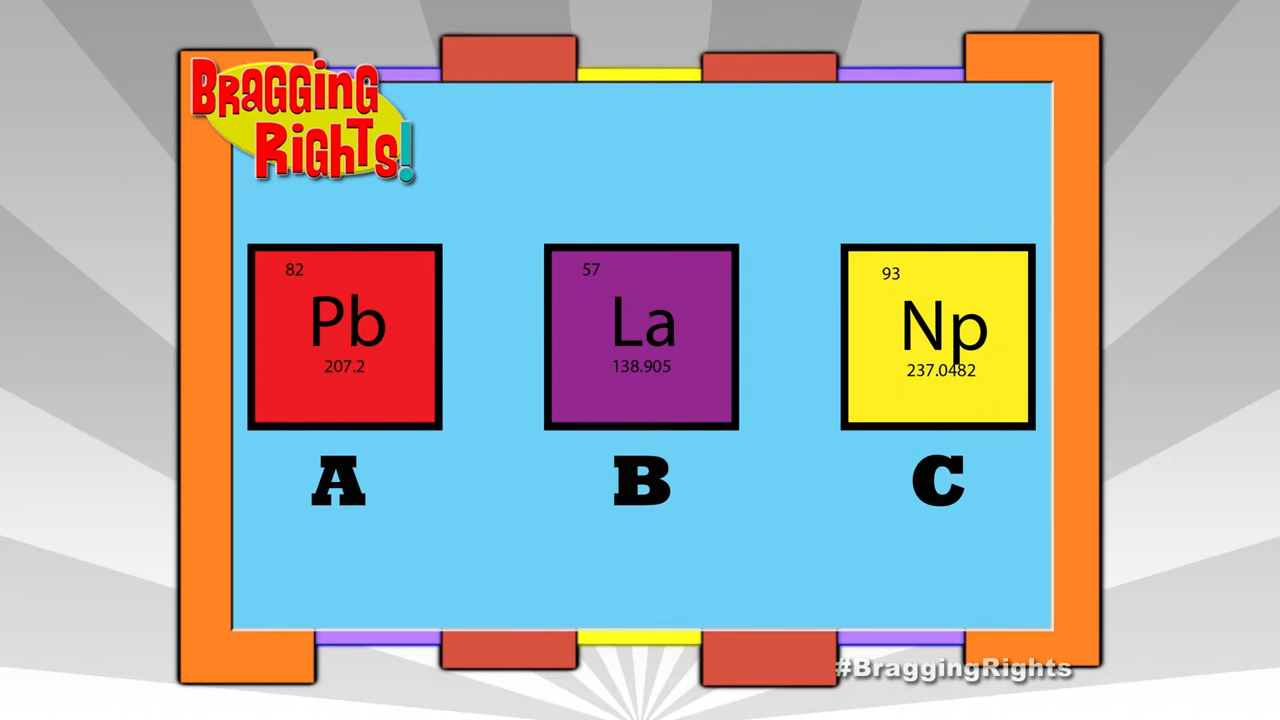 BRAGGING
RIGHTS!
82
Pb
207.2
A
57
La
138.905
B
93
Np
237.0482
C
#BraggingRights